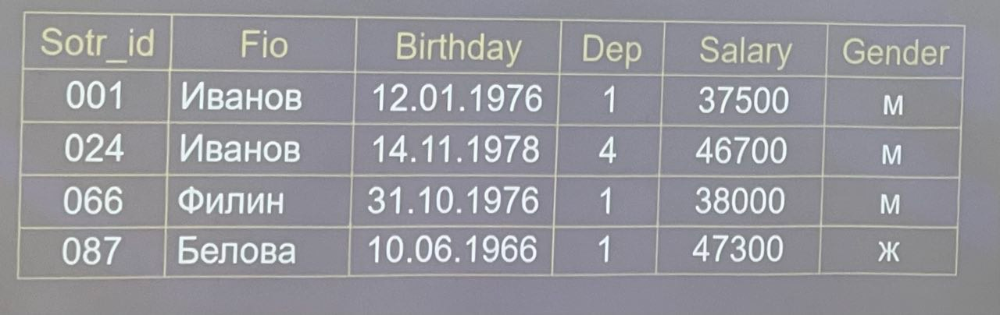 Sotr_id Fio Birthday Dep Salary Gender
001 Иванов 12.01.1976 1 37500 м
024 Иванов 14.11.1978 4 46700 м
066 Филин 31.10.1976 1 38000 м
087 Белова 10.06.1966 1 47300 ж